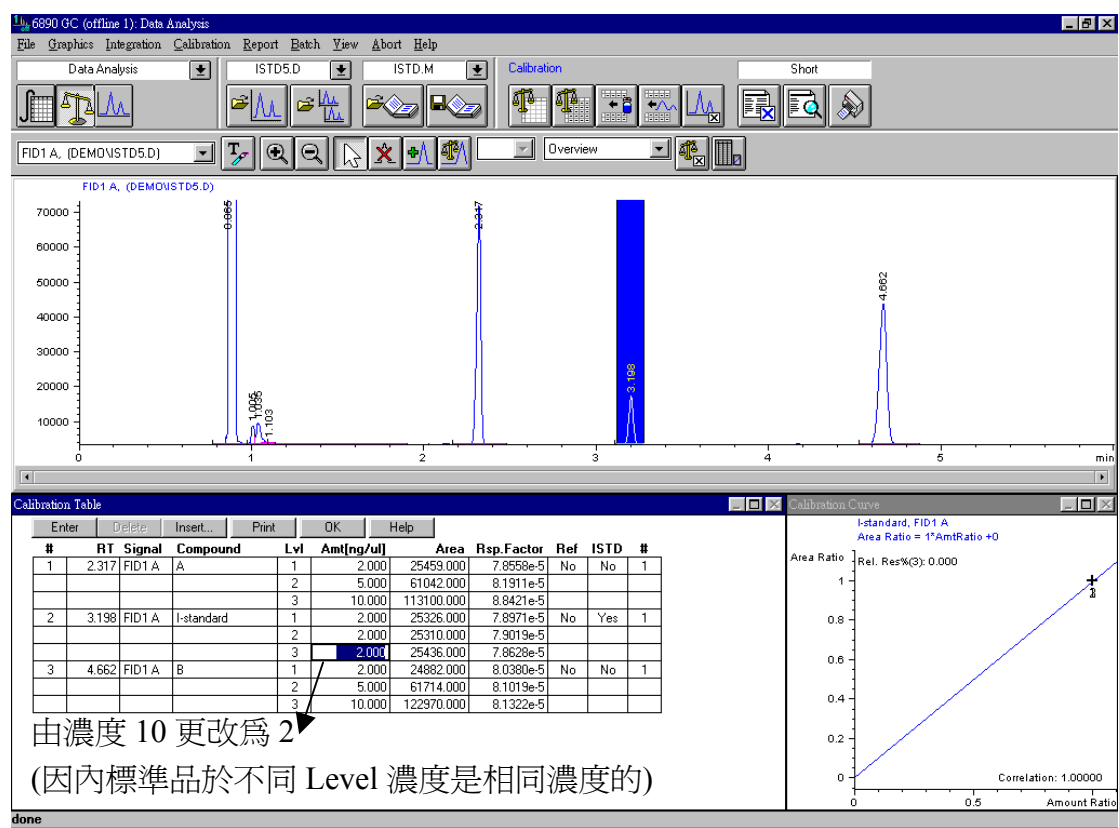 6890 GC (offline 1): Data Analysis
File Graphics Integration Calibration Report Batch View Abort Help
Data Analysis ISTD5.D ISTD.M Calibration Short
FID1 A, (DEMO\ISTD5.D) Overview
FID1 A, (DEMO\ISTD5.D)
70000
60000
50000
40000
30000
20000
10000
0.865
1.005
1.035
1.103
2.317
3.198
4.662
0 1 2 3 4 5 min
Calibration Table
Enter Delete Insert... Print OK Help
# RT Signal Compound Lvl Amt[ng/ul] Area Rsp.Factor Ref ISTD #
1 2.317 FID1 A A 1 2.000 25459.000 7.8558e-5 No No 1
2 5.000 61042.000 8.1911e-5
3 10.000 113100.000 8.8421e-5
2 3.198 FID1 A I-standard 1 2.000 25326.000 7.8971e-5 No Yes 1
2 2.000 25310.000 7.9019e-5
3 2.000 25436.000 7.8628e-5
3 4.662 FID1 A B 1 2.000 24882.000 8.0380e-5 No No 1
2 5.000 61714.000 8.1019e-5
3 10.000 122970.000 8.1322e-5
由濃度 10 更改爲 2
(因內標準品於不同 Level 濃度是相同濃度的)
Calibration Curve
I-standard, FID1 A
Area Ratio = 1*AmtRatio +0
Area Ratio
Rel. Res%(3): 0.000
1
0.8
0.6
0.4
0.2
0
Correlation: 1.00000
0 0.5 Amount Ratio
done